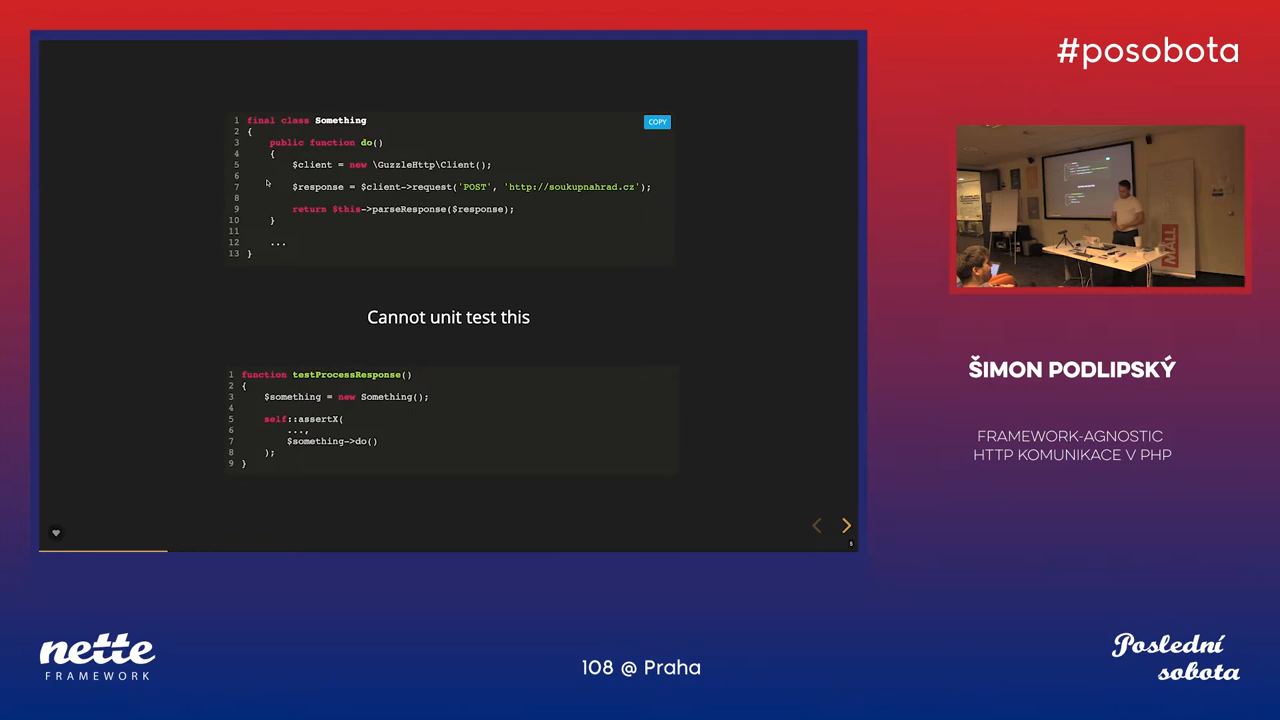 #posobota
1 final class Something
2 {
3 public function do()
4 {
5 $client = new \GuzzleHttp\Client();
6
7 $response = $client->request('POST', 'http://soukupnahrad.cz');
8
9 return $this->parseResponse($response);
10 }
11
12 ...
13 }
COPY
Cannot unit test this
1 function testProcessResponse()
2 {
3 $something = new Something();
4
5 self::assertX(
6 ...,
7 $something->do()
8 );
9 }
5
MALL
ŠIMON PODLIPSKÝ
FRAMEWORK-AGNOSTIC
HTTP KOMUNIKACE V PHP
nette
FRAMEWORK
108 @ Praha
Poslední
sobota